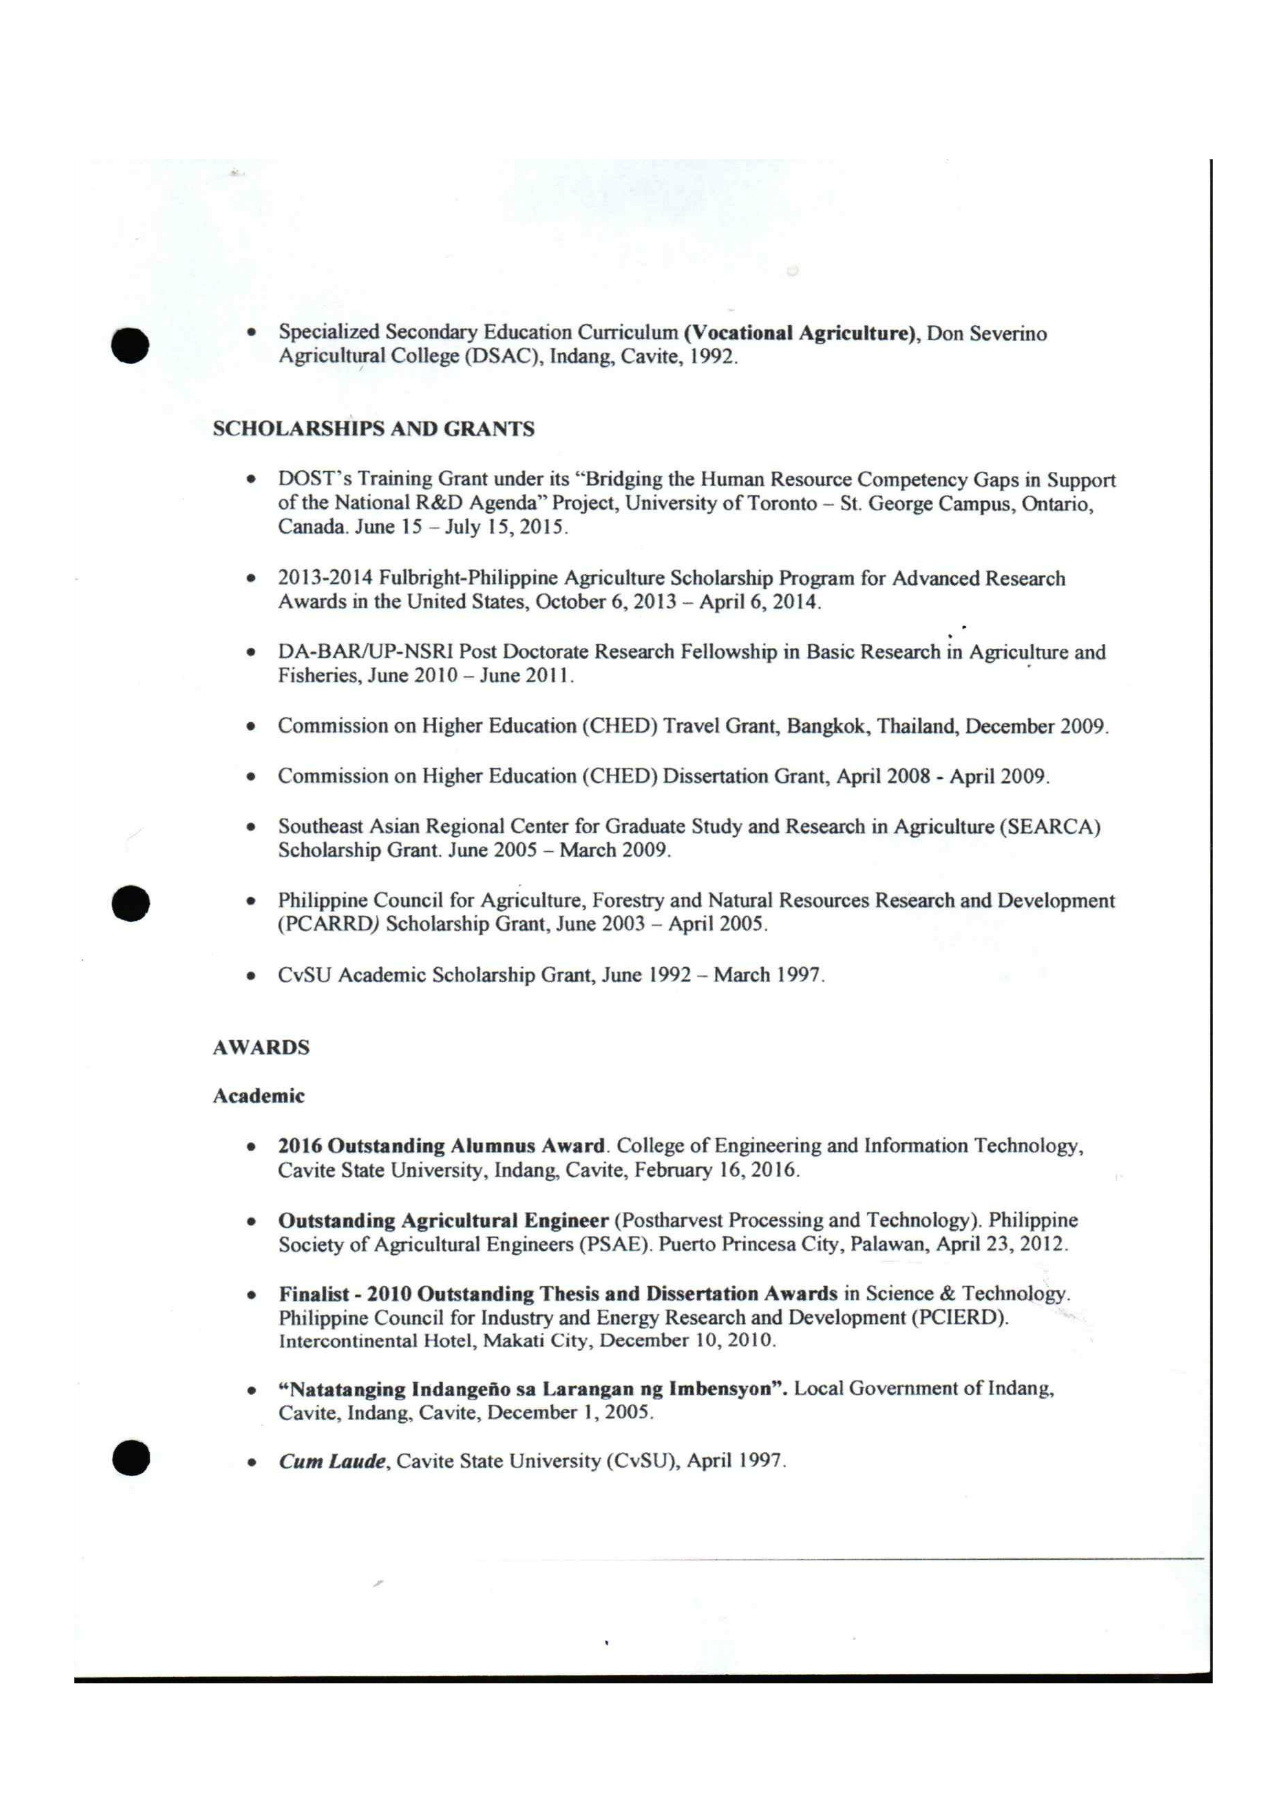 • Specialized Secondary Education Curriculum (Vocational Agriculture), Don Severino
Agricultural College (DSAC), Indang, Cavite, 1992.
SCHOLARSHIPS AND GRANTS
• DOST's Training Grant under its “Bridging the Human Resource Competency Gaps in Support
of the National R&D Agenda” Project, University of Toronto – St. George Campus, Ontario,
Canada. June 15 – July 15, 2015.
• 2013-2014 Fulbright-Philippine Agriculture Scholarship Program for Advanced Research
Awards in the United States, October 6, 2013 – April 6, 2014.
• DA-BAR/UP-NSRI Post Doctorate Research Fellowship in Basic Research in Agriculture and
Fisheries, June 2010 – June 2011.
• Commission on Higher Education (CHED) Travel Grant, Bangkok, Thailand, December 2009.
• Commission on Higher Education (CHED) Dissertation Grant, April 2008 - April 2009.
• Southeast Asian Regional Center for Graduate Study and Research in Agriculture (SEARCA)
Scholarship Grant. June 2005 – March 2009.
• Philippine Council for Agriculture, Forestry and Natural Resources Research and Development
(PCARRD) Scholarship Grant, June 2003 – April 2005.
• CvSU Academic Scholarship Grant, June 1992 – March 1997.
AWARDS
Academic
• 2016 Outstanding Alumnus Award. College of Engineering and Information Technology,
Cavite State University, Indang, Cavite, February 16, 2016.
• Outstanding Agricultural Engineer (Postharvest Processing and Technology). Philippine
Society of Agricultural Engineers (PSAE). Puerto Princesa City, Palawan, April 23, 2012.
• Finalist - 2010 Outstanding Thesis and Dissertation Awards in Science & Technology.
Philippine Council for Industry and Energy Research and Development (PCIERD).
Intercontinental Hotel, Makati City, December 10, 2010.
• “Natatanging Indangeño sa Larangan ng Imbensyon”. Local Government of Indang,
Cavite, Indang, Cavite, December 1, 2005.
• Cum Laude, Cavite State University (CvSU), April 1997.